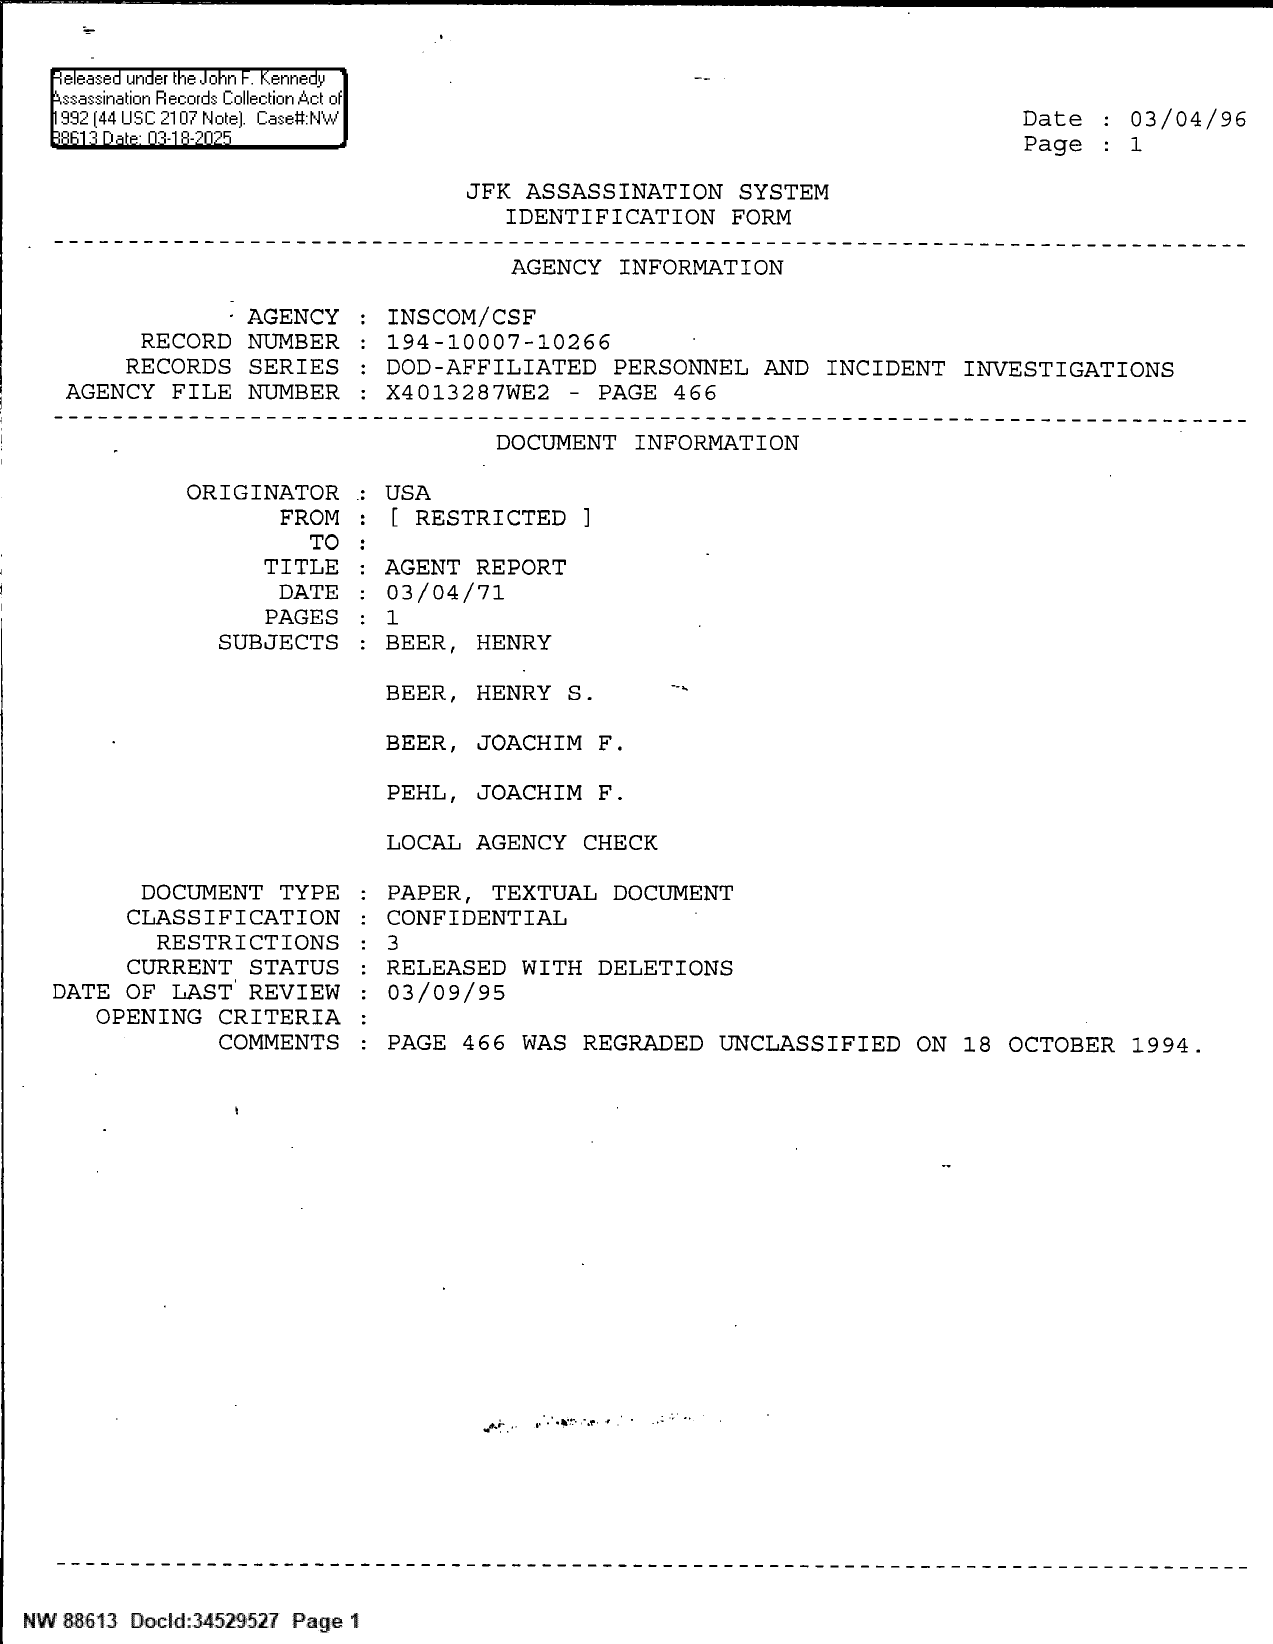 Released under the John F. Kennedy
Assassination Records Collection Act of
1992 (44 USC 2107 Note). Case#:NW
88613 Date: 03-18-2025
Date : 03/04/96
Page : 1
JFK ASSASSINATION SYSTEM
IDENTIFICATION FORM
AGENCY INFORMATION
AGENCY : INSCOM/CSF
RECORD NUMBER : 194-10007-10266
RECORDS SERIES : DOD-AFFILIATED PERSONNEL AND INCIDENT INVESTIGATIONS
AGENCY FILE NUMBER : X4013287WE2 - PAGE 466
DOCUMENT INFORMATION
ORIGINATOR : USA
FROM : [ RESTRICTED ]
TO :
TITLE : AGENT REPORT
DATE : 03/04/71
PAGES : 1
SUBJECTS : BEER, HENRY
BEER, HENRY S.
BEER, JOACHIM F.
PEHL, JOACHIM F.
LOCAL AGENCY CHECK
DOCUMENT TYPE : PAPER, TEXTUAL DOCUMENT
CLASSIFICATION : CONFIDENTIAL
RESTRICTIONS : 3
CURRENT STATUS : RELEASED WITH DELETIONS
DATE OF LAST REVIEW : 03/09/95
OPENING CRITERIA :
COMMENTS : PAGE 466 WAS REGRADED UNCLASSIFIED ON 18 OCTOBER 1994.
NW 88613 DocId:34529527 Page 1